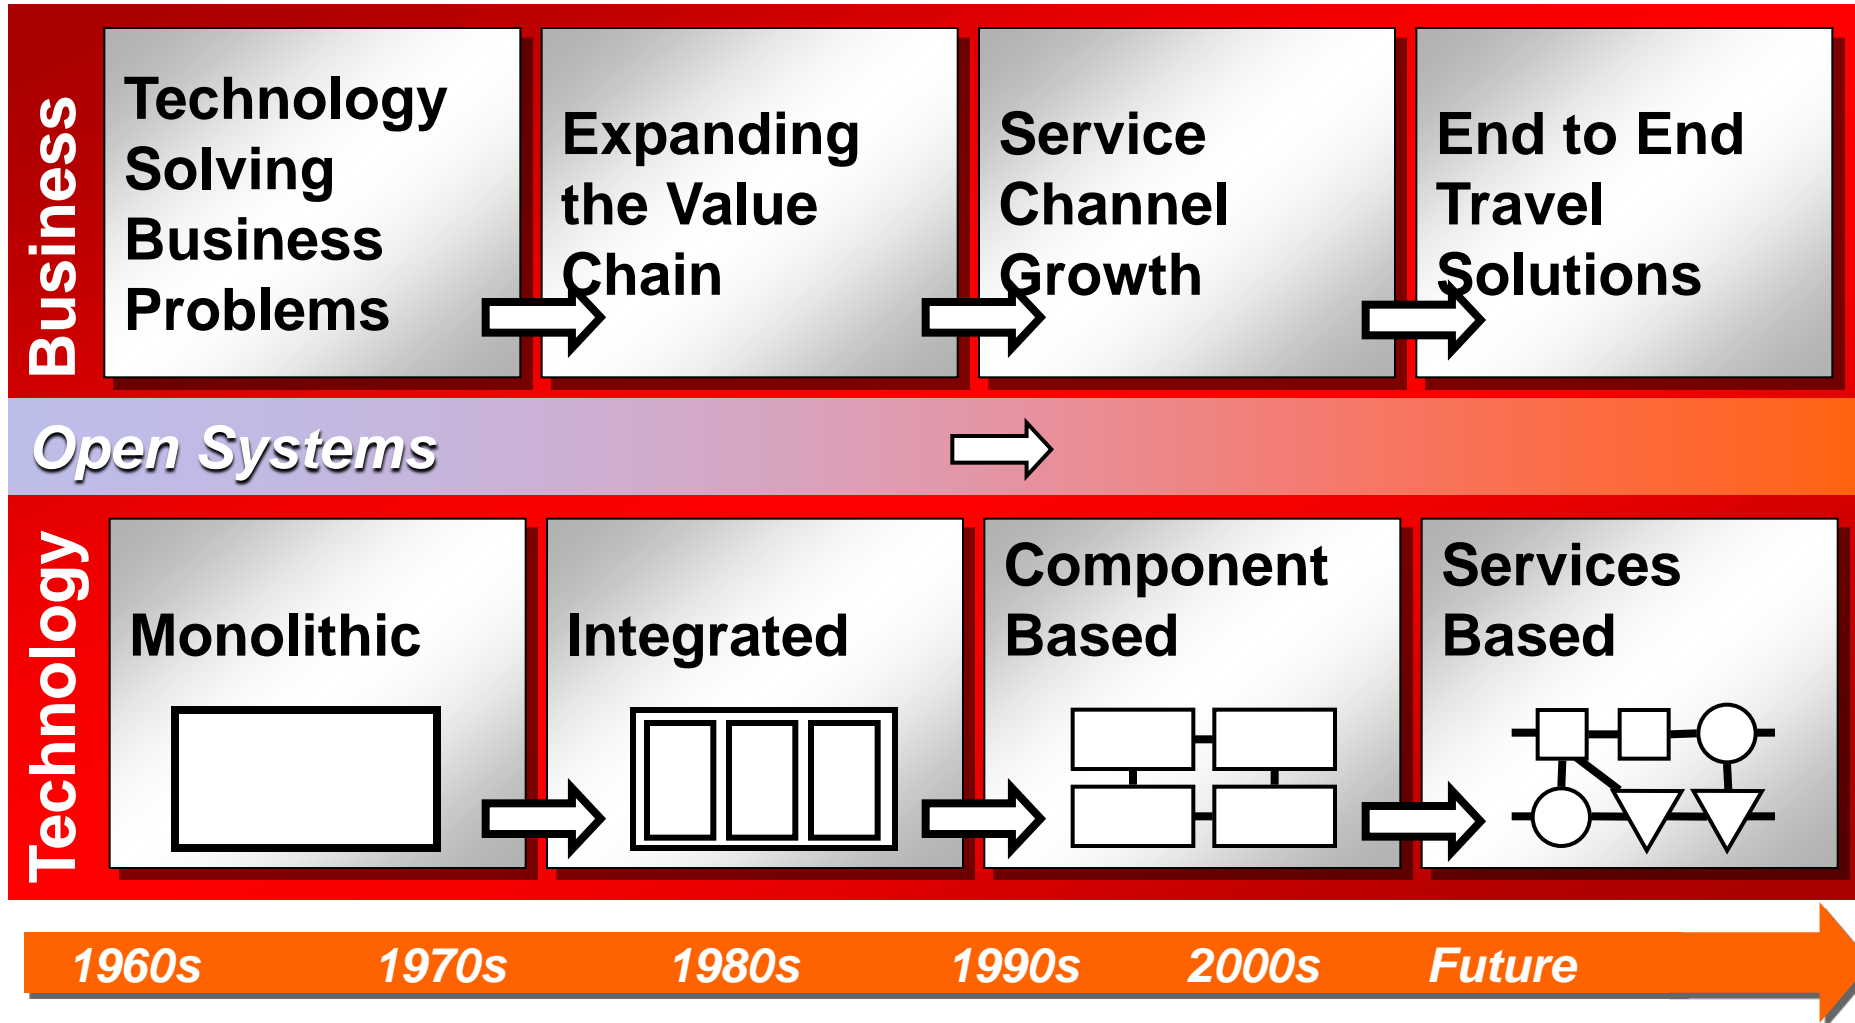 Business
Technology
Solving
Business
Problems
Expanding
the Value
Chain
Service
Channel
Growth
End to End
Travel
Solutions
Open Systems
Technology
Monolithic
Integrated
Component
Based
Services
Based
1960s 1970s 1980s 1990s 2000s Future